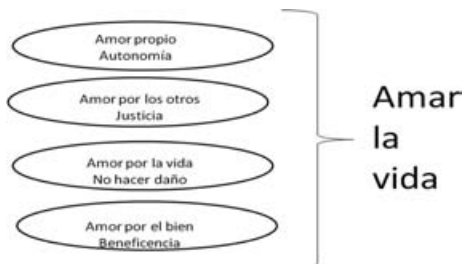 Amor propio
Autonomía
Amor por los otros
Justicia
Amor por la vida
No hacer daño
Amor por el bien
Beneficencia
Amar
la
vida